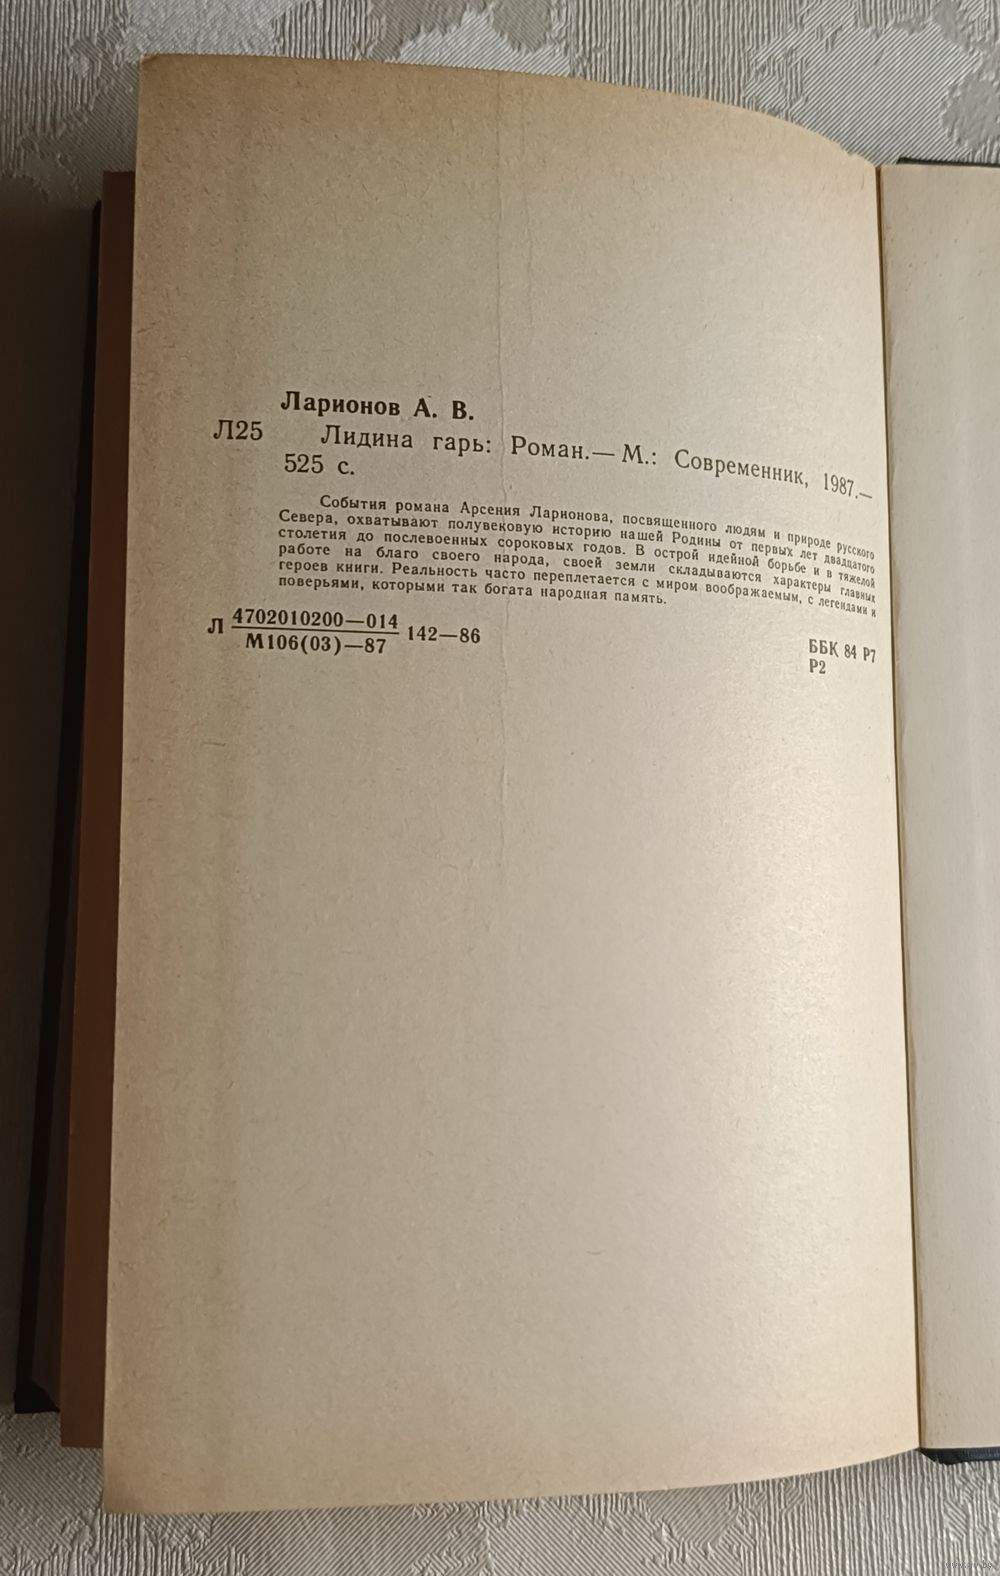 Ларионов А. В.
Л25 Лидина гарь: Роман.— М.: Современник, 1987.—
525 с.
События романа Арсения Ларионова, посвященного людям и природе русского
Севера, охватывают полувековую историю нашей Родины от первых лет двадцатого
столетия до послевоенных сороковых годов. В острой идейной борьбе и в тяжелой
работе на благо своего народа, своей земли складываются характеры главных
героев книги. Реальность часто переплетается с миром воображаемым, с легендами и
поверьями, которыми так богата народная память.
Л 4702010200—014 142—86
М106(03)—87
ББК 84 Р7
Р2